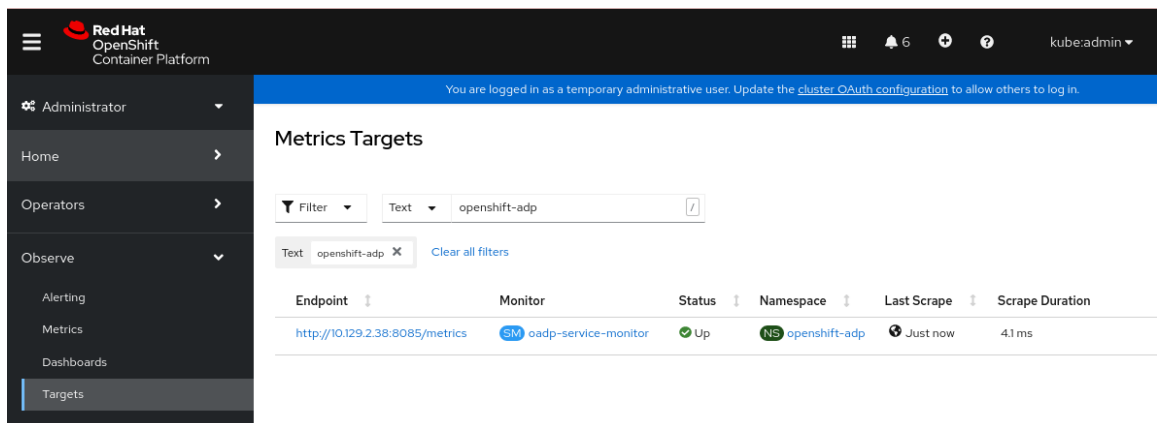 Red Hat
OpenShift
Container Platform
6
kube:admin
You are logged in as a temporary administrative user. Update the cluster OAuth configuration to allow others to log in.
Administrator
Home
Operators
Observe
Alerting
Metrics
Dashboards
Targets
Metrics Targets
Filter
Text
openshift-adp
/
Text openshift-adp
Clear all filters
Endpoint Monitor Status Namespace Last Scrape Scrape Duration
http://10.129.2.38:8085/metrics SM oadp-service-monitor Up NS openshift-adp Just now 4.1 ms